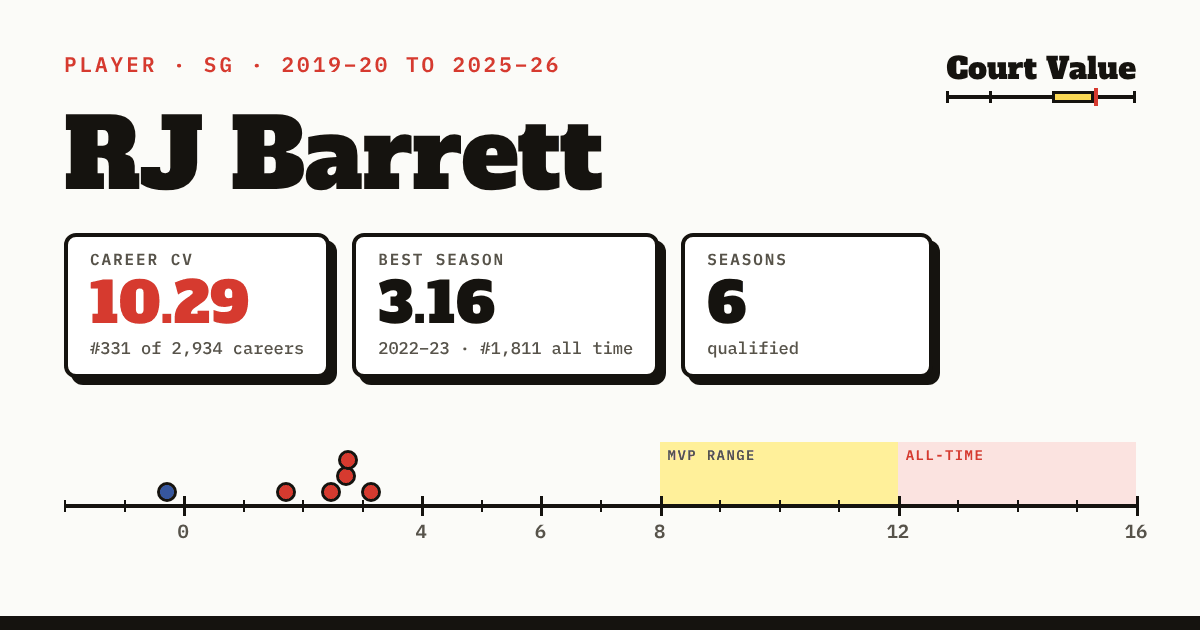 PLAYER · SG · 2019–20 TO 2025–26
Court Value
RJ Barrett
CAREER CV
10.29
#331 of 2,934 careers
BEST SEASON
3.16
2022–23 · #1,811 all time
SEASONS
6
qualified
MVP RANGE
ALL-TIME
0 4 6 8 12 16